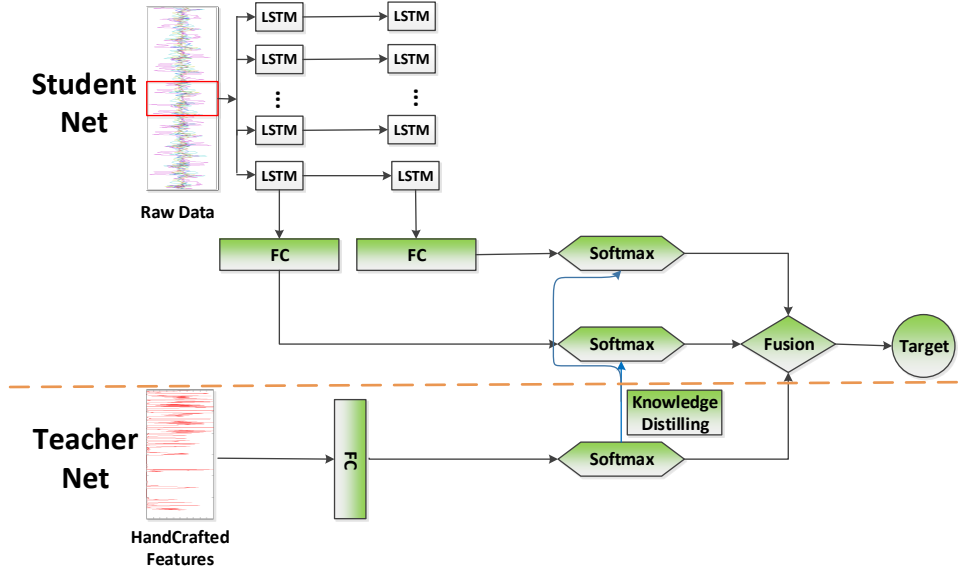 LSTM
LSTM
LSTM
LSTM
Student
Net
...
...
LSTM
LSTM
LSTM
LSTM
Raw Data
FC
FC
Softmax
Softmax
Fusion
Target
Knowledge
Distilling
Teacher
Net
FC
Softmax
HandCrafted
Features